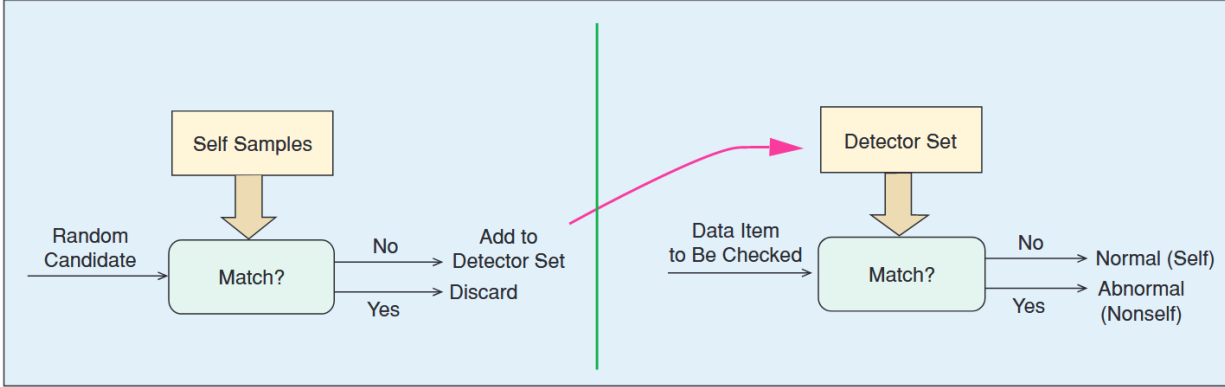 Self Samples
Random
Candidate
Match?
No
Add to
Detector Set
Yes
Discard
Detector Set
Data Item
to Be Checked
Match?
No
Normal (Self)
Yes
Abnormal
(Nonself)